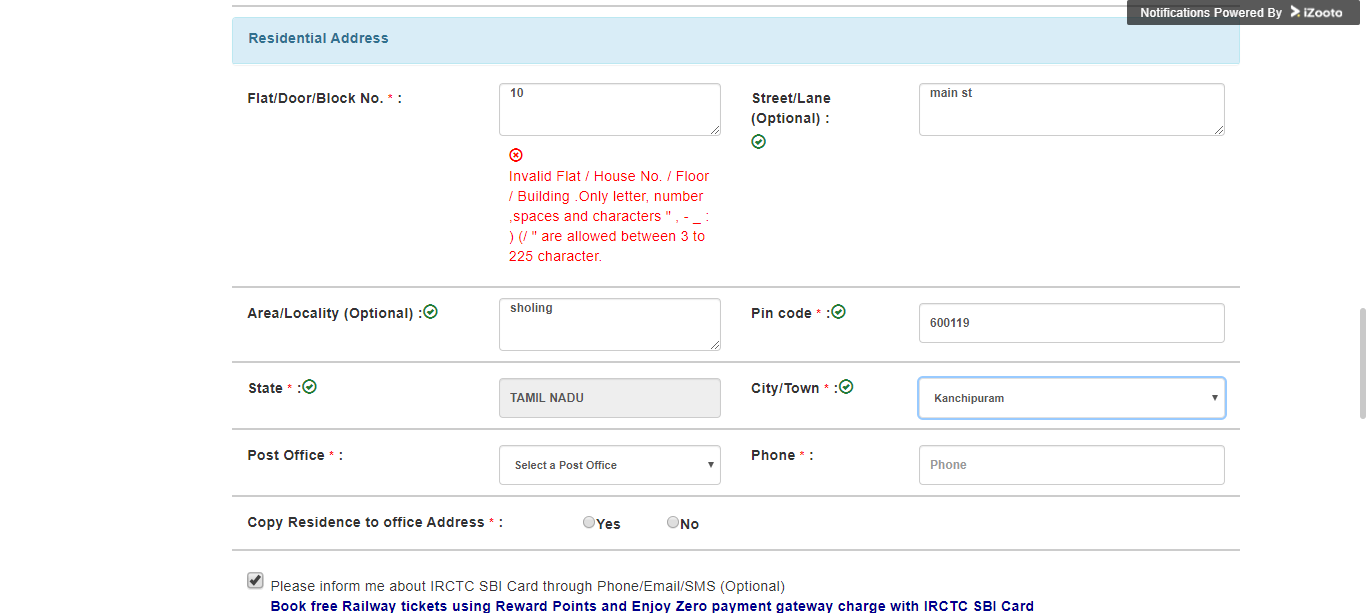 Notifications Powered By iZooto
Residential Address
Flat/Door/Block No. * :
10
Street/Lane
(Optional) :
main st
Invalid Flat / House No. / Floor
/ Building .Only letter, number
,spaces and characters " , - _ :
) (/ " are allowed between 3 to
225 character.
Area/Locality (Optional) :
sholing
Pin code * :
600119
State * :
TAMIL NADU
City/Town * :
Kanchipuram
Post Office * :
Select a Post Office
Phone * :
Phone
Copy Residence to office Address * :
Yes
No
Please inform me about IRCTC SBI Card through Phone/Email/SMS (Optional)
Book free Railway tickets using Reward Points and Enjoy Zero payment gateway charge with IRCTC SBI Card